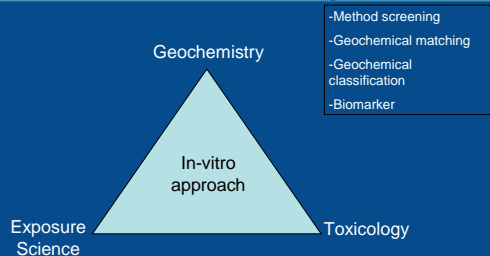 -Method screening
-Geochemical matching
-Geochemical
classification
-Biomarker
Geochemistry
In-vitro
approach
Exposure
Science
Toxicology